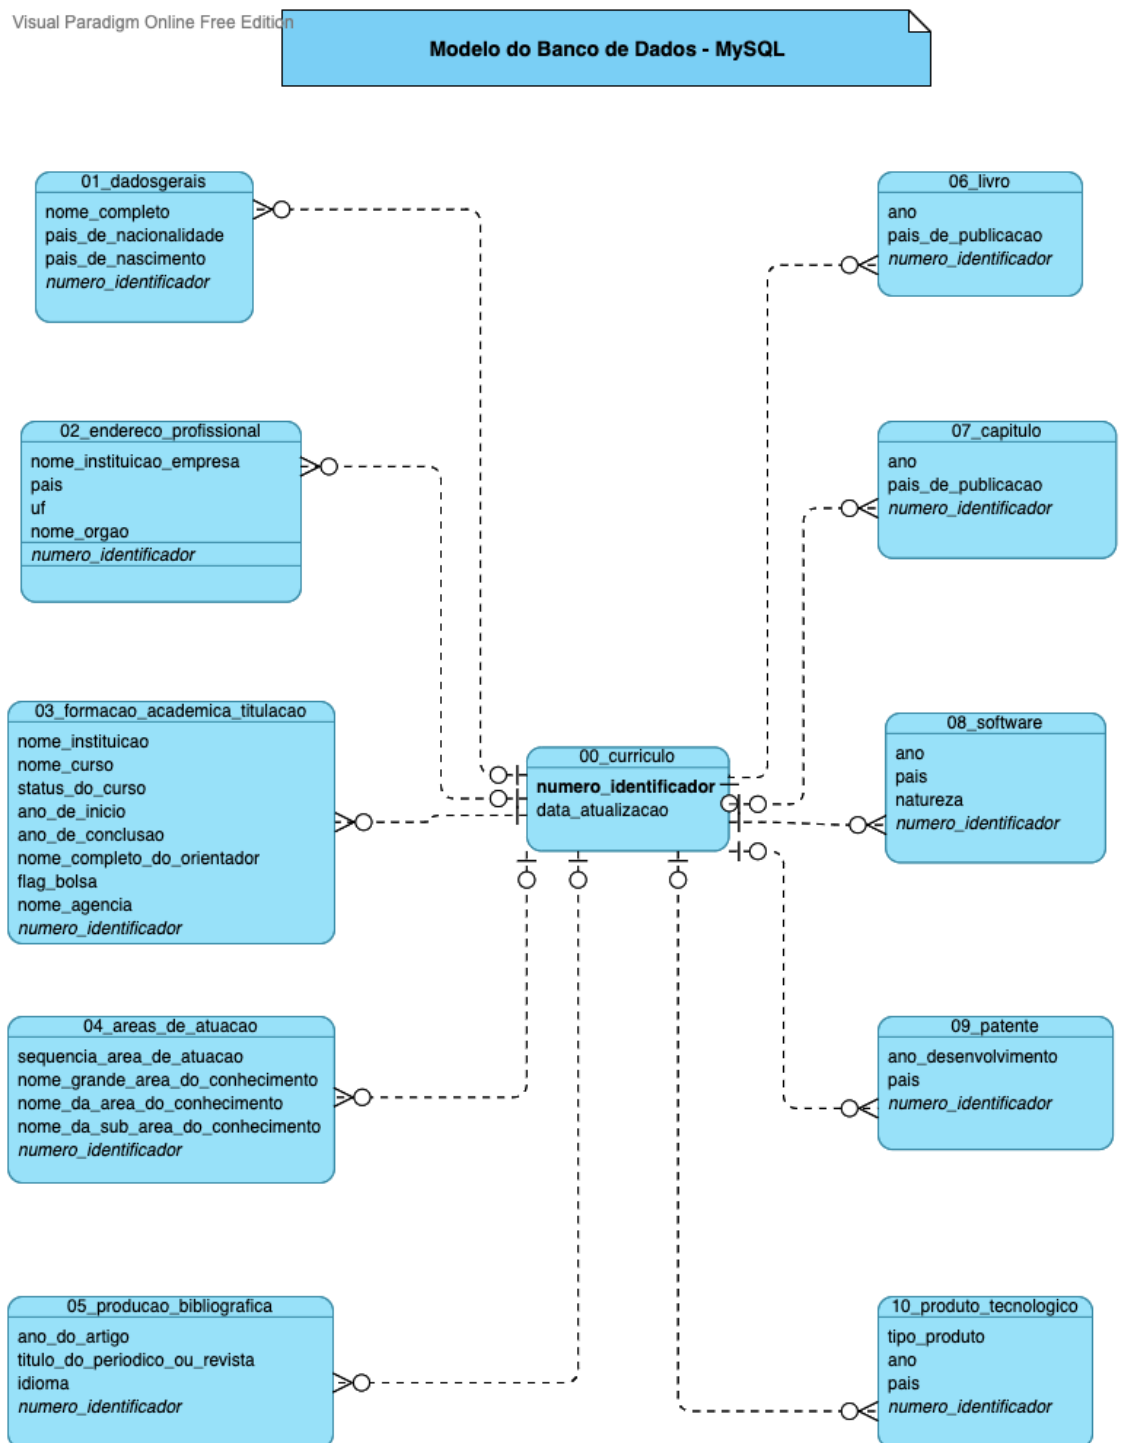 Visual Paradigm Online Free Edition
Modelo do Banco de Dados - MySQL
01_dadosgerais
nome_completo
pais_de_nacionalidade
pais_de_nascimento
numero_identificador
06_livro
ano
pais_de_publicacao
numero_identificador
02_endereco_profissional
nome_instituicao_empresa
pais
uf
nome_orgao
numero_identificador
07_capitulo
ano
pais_de_publicacao
numero_identificador
03_formacao_academica_titulacao
nome_instituicao
nome_curso
status_do_curso
ano_de_inicio
ano_de_conclusao
nome_completo_do_orientador
flag_bolsa
nome_agencia
numero_identificador
00_curriculo
numero_identificador
data_atualizacao
08_software
ano
pais
natureza
numero_identificador
04_areas_de_atuacao
sequencia_area_de_atuacao
nome_grande_area_do_conhecimento
nome_da_area_do_conhecimento
nome_da_sub_area_do_conhecimento
numero_identificador
09_patente
ano_desenvolvimento
pais
numero_identificador
05_producao_bibliografica
ano_do_artigo
titulo_do_periodico_ou_revista
idioma
numero_identificador
10_produto_tecnologico
tipo_produto
ano
pais
numero_identificador